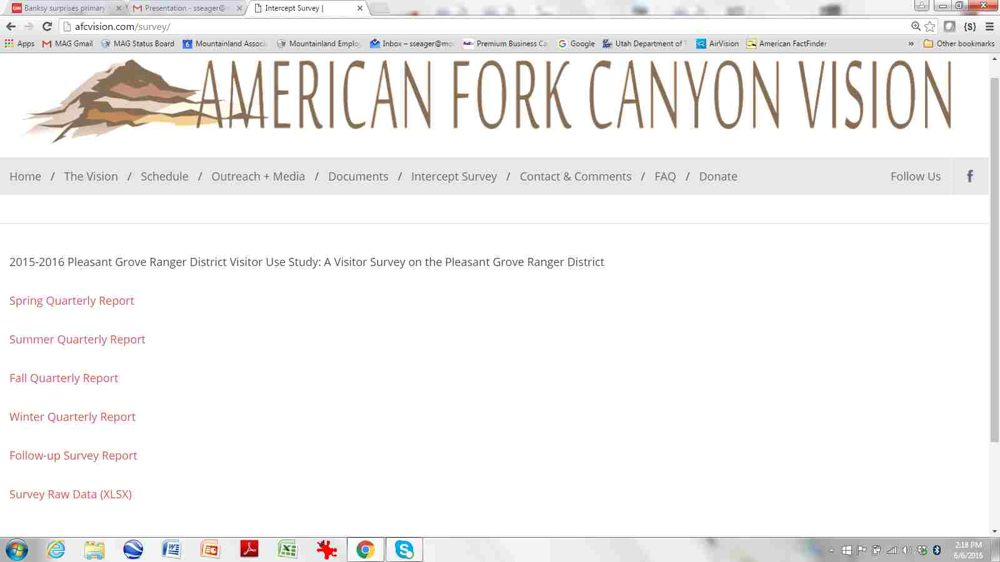 Banksy surprises primary
Presentation - sseager@
Intercept Survey |
afcvision.com/survey/
Apps
MAG Gmail
MAG Status Board
6
Mountainland Associ
Mountainland Emplo
Inbox – sseager@mo
FedEx
Premium Business Ca
Google
Utah Department of T
AirVision
American FactFinder
»
Other bookmarks
{S}
AMERICAN FORK CANYON VISION
Home / The Vision / Schedule / Outreach + Media / Documents / Intercept Survey / Contact & Comments / FAQ / Donate
Follow Us
f
2015-2016 Pleasant Grove Ranger District Visitor Use Study: A Visitor Survey on the Pleasant Grove Ranger District
Spring Quarterly Report
Summer Quarterly Report
Fall Quarterly Report
Winter Quarterly Report
Follow-up Survey Report
Survey Raw Data (XLSX)
2:18 PM
6/6/2016